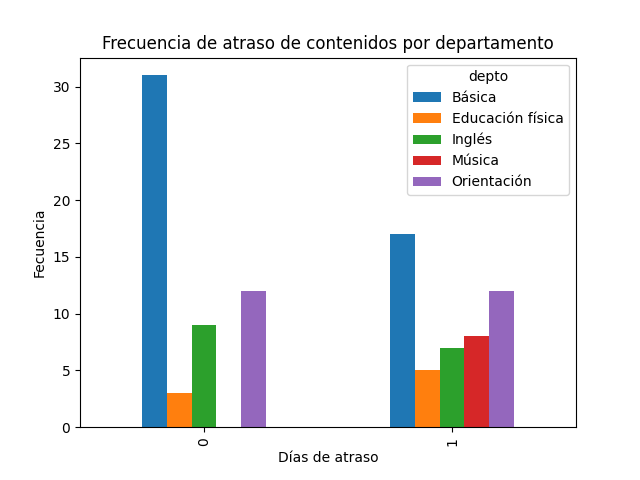 Frecuencia de atraso de contenidos por departamento
depto
Básica
Educación física
Inglés
Música
Orientación
Fecuencia
30
25
20
15
10
5
0
0
1
Días de atraso